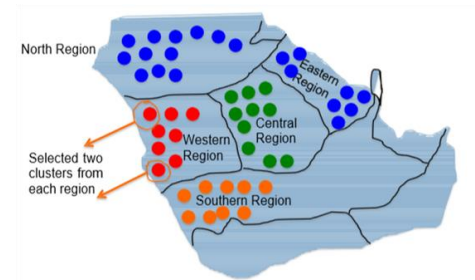 North Region
Eastern
Region
Central
Region
Western
Region
Selected two
clusters from
each region
Southern Region